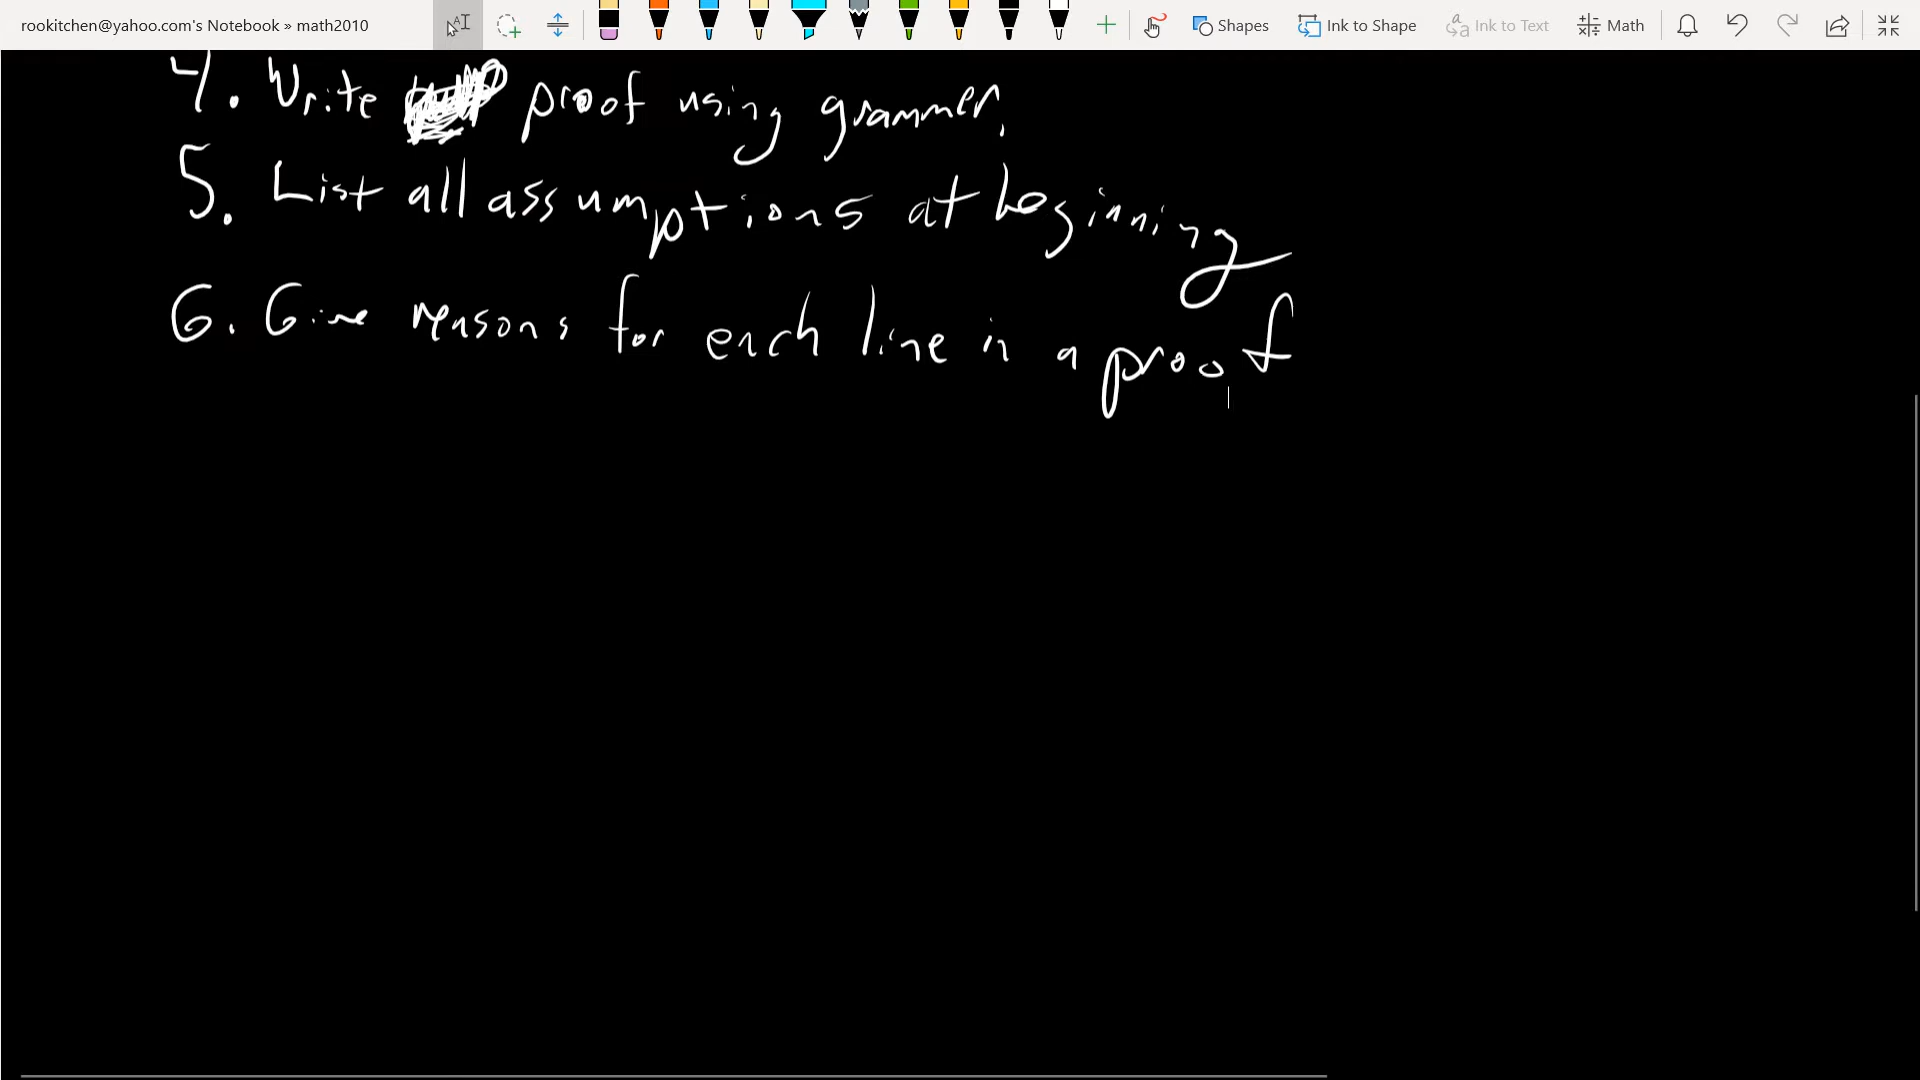 rookitchen@yahoo.com's Notebook » math2010
Shapes
Ink to Shape
Ink to Text
Math
4. Write proof using grammer.
5. List all assumptions at beginning
6. Give reasons for each line in a proof